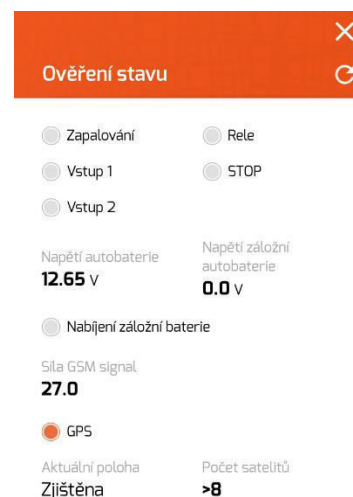 Ověření stavu
Zapalování
Rele
Vstup 1
STOP
Vstup 2
Napětí autobaterie
12.65 V
Napětí záložní
autobaterie
0.0 V
Nabíjení záložní baterie
Síla GSM signal
27.0
GPS
Aktuální poloha
Zjištěna
Počet satelitů
>8